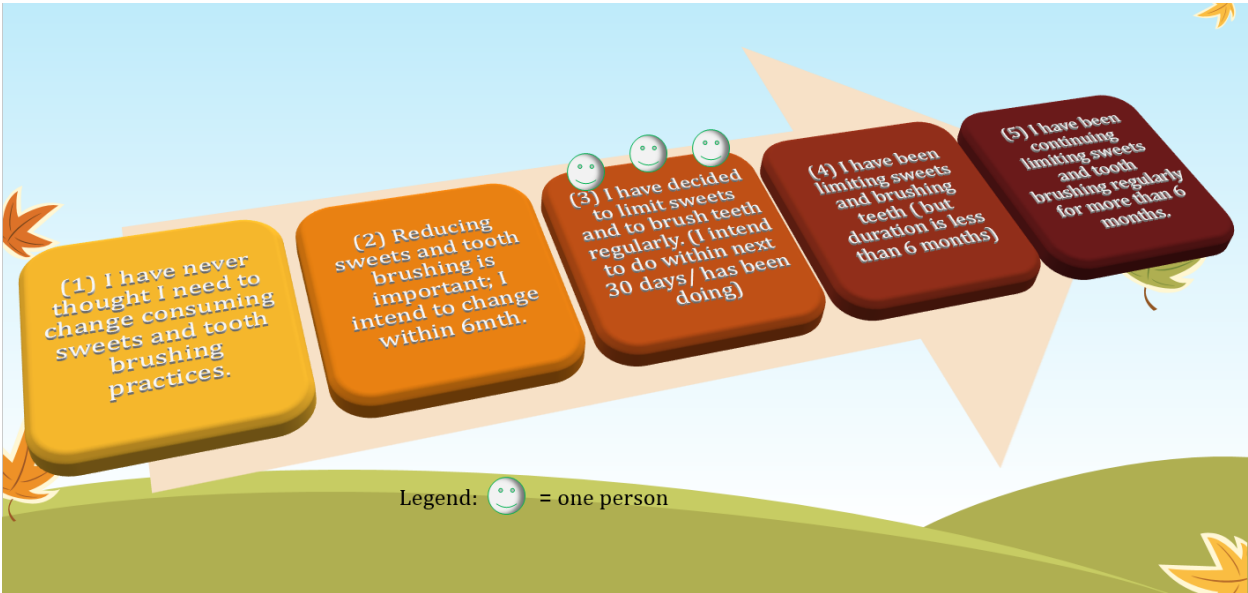 (1) I have never
thought I need to
change consuming
sweets and tooth
brushing
practices.
(2) Reducing
sweets and tooth
brushing is
important; I
intend to change
within 6mth.
(3) I have decided
to limit sweets
and to brush teeth
regularly. (I intend
to do within next
30 days/ has been
doing)
(4) I have been
limiting sweets
and brushing
teeth ( but
duration is less
than 6 months)
(5) I have been
continuing
limiting sweets
and tooth
brushing regularly
for more than 6
months.
Legend: = one person